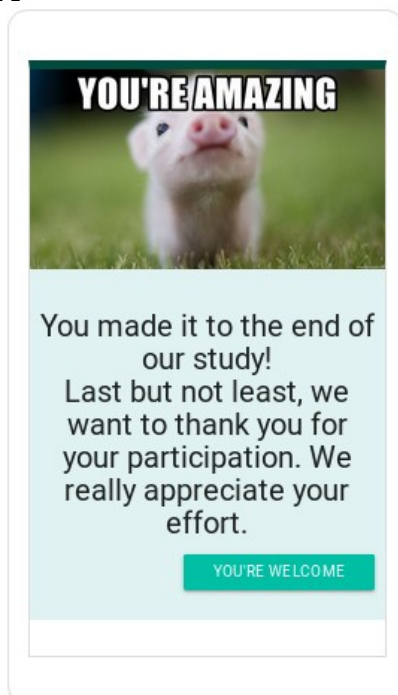 YOU'RE AMAZING
You made it to the end of
our study!
Last but not least, we
want to thank you for
your participation. We
really appreciate your
effort.
YOU'RE WELCOME